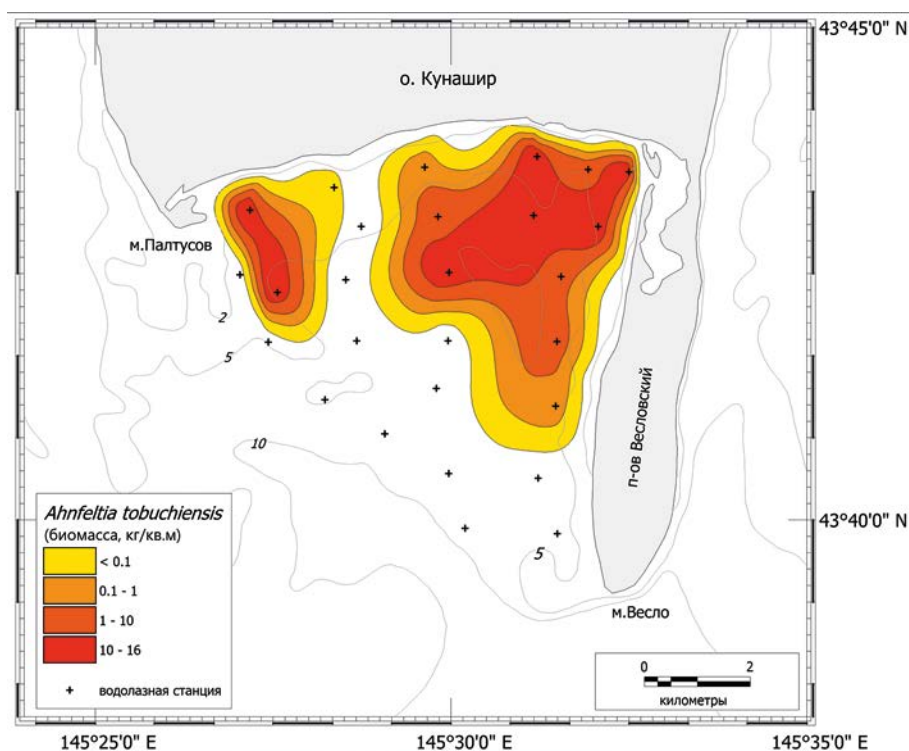 43°45'0" N
о. Кунашир
м.Палтусов
2
5
10
п-ов Весловский
43°40'0" N
5
м.Весло
Ahnfeltia tobuchiensis
(биомасса, кг/кв.м)
< 0.1
0.1 - 1
1 - 10
10 - 16
водолазная станция
0 2
километры
145°25'0" E 145°30'0" E 145°35'0" E